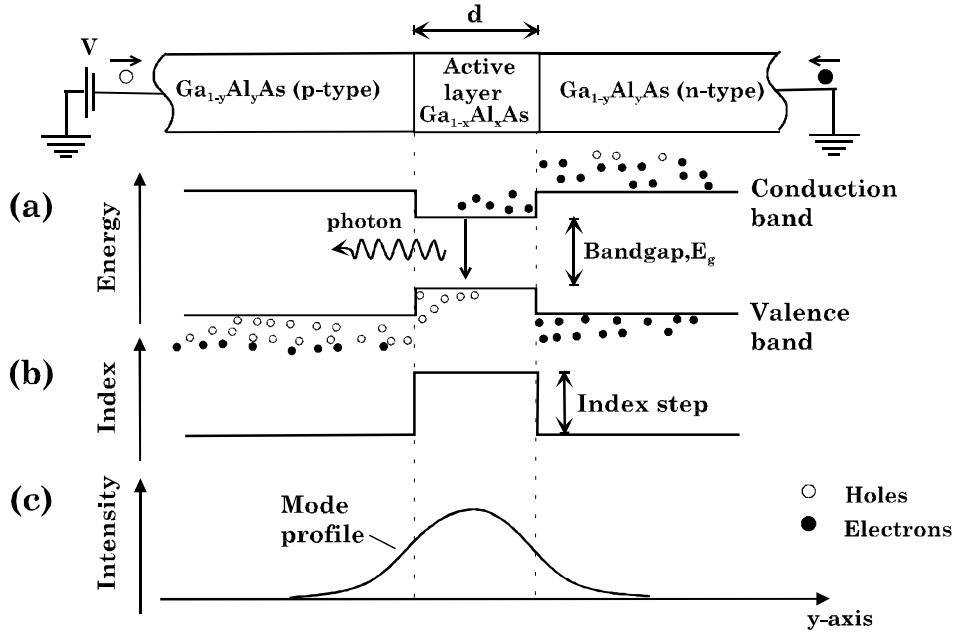 d
V
Ga₁₋yAlyAs (p-type)
Active
layer
Ga₁₋ₓAlₓAs
Ga₁₋yAlyAs (n-type)
(a)
Energy
photon
Bandgap,Eg
Conduction
band
Valence
band
(b)
Index
Index step
(c)
Intensity
Mode
profile
Holes
Electrons
y-axis